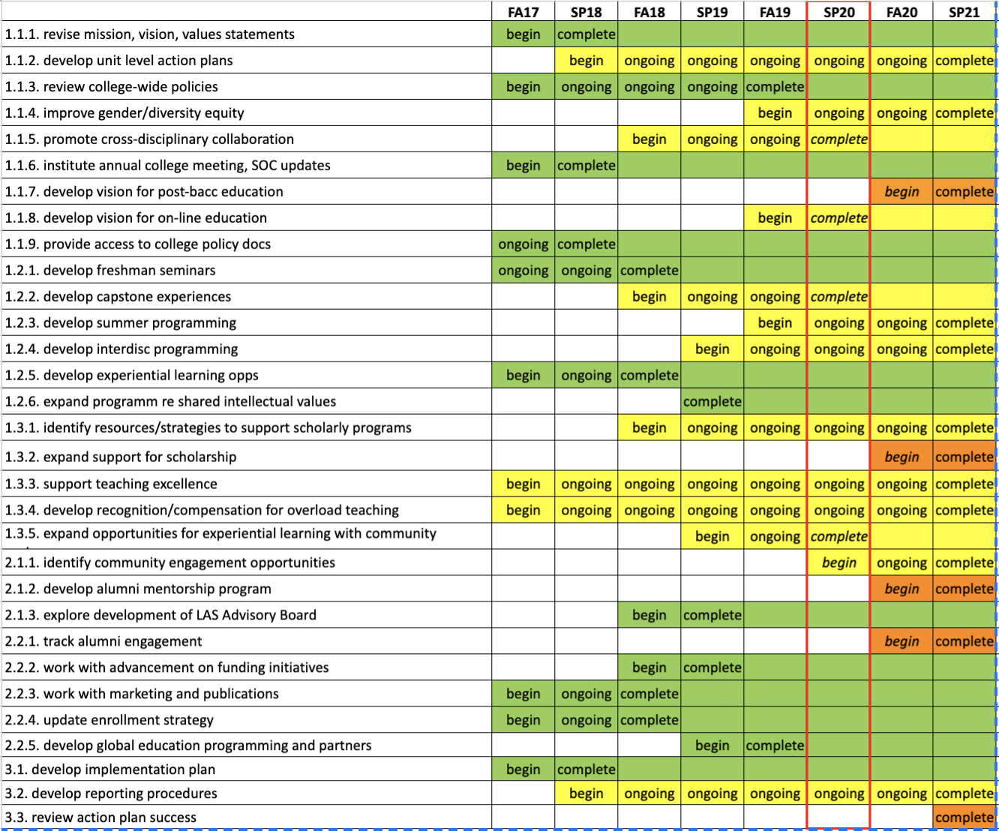 FA17 SP18 FA18 SP19 FA19 SP20 FA20 SP21
1.1.1. revise mission, vision, values statements begin complete
1.1.2. develop unit level action plans begin ongoing ongoing ongoing ongoing ongoing complete
1.1.3. review college-wide policies begin ongoing ongoing ongoing complete
1.1.4. improve gender/diversity equity begin ongoing ongoing complete
1.1.5. promote cross-disciplinary collaboration begin ongoing ongoing complete
1.1.6. institute annual college meeting, SOC updates begin complete
1.1.7. develop vision for post-bacc education begin complete
1.1.8. develop vision for on-line education begin complete
1.1.9. provide access to college policy docs ongoing complete
1.2.1. develop freshman seminars ongoing ongoing complete
1.2.2. develop capstone experiences begin ongoing ongoing complete
1.2.3. develop summer programming begin ongoing ongoing complete
1.2.4. develop interdisc programming begin ongoing ongoing ongoing complete
1.2.5. develop experiential learning opps begin ongoing complete
1.2.6. expand programm re shared intellectual values complete
1.3.1. identify resources/strategies to support scholarly programs begin ongoing ongoing ongoing ongoing complete
1.3.2. expand support for scholarship begin complete
1.3.3. support teaching excellence begin ongoing ongoing ongoing ongoing ongoing ongoing complete
1.3.4. develop recognition/compensation for overload teaching begin ongoing ongoing ongoing ongoing ongoing ongoing complete
1.3.5. expand opportunities for experiential learning with community begin ongoing complete
2.1.1. identify community engagement opportunities begin ongoing complete
2.1.2. develop alumni mentorship program begin complete
2.1.3. explore development of LAS Advisory Board begin complete
2.2.1. track alumni engagement begin complete
2.2.2. work with advancement on funding initiatives begin complete
2.2.3. work with marketing and publications begin ongoing complete
2.2.4. update enrollment strategy begin ongoing complete
2.2.5. develop global education programming and partners begin complete
3.1. develop implementation plan begin complete
3.2. develop reporting procedures begin ongoing ongoing ongoing ongoing ongoing complete
3.3. review action plan success complete